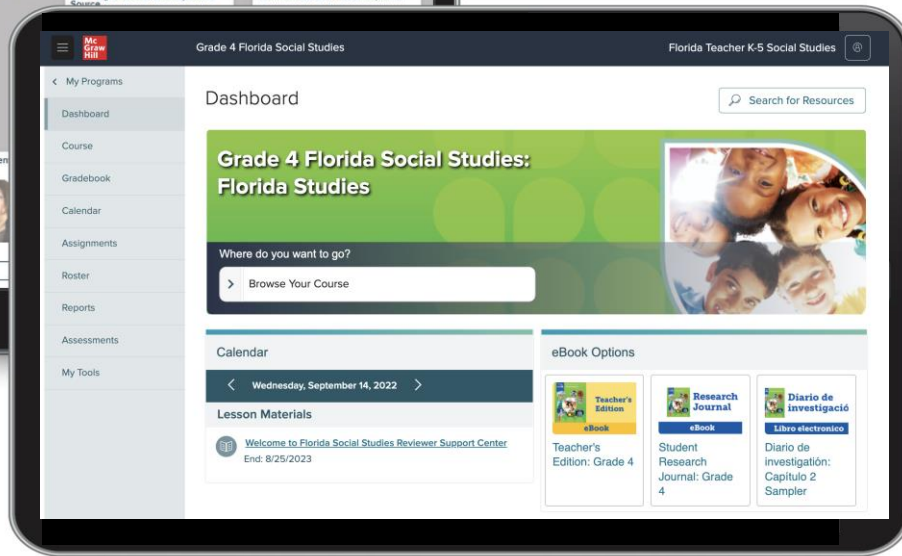 Source
Mc
Graw
Hill
Grade 4 Florida Social Studies
Florida Teacher K-5 Social Studies
My Programs
Dashboard
Course
Gradebook
Calendar
Assignments
Roster
Reports
Assessments
My Tools
Dashboard
Search for Resources
Grade 4 Florida Social Studies:
Florida Studies
Where do you want to go?
Browse Your Course
Calendar
Wednesday, September 14, 2022
Lesson Materials
Welcome to Florida Social Studies Reviewer Support Center
End: 8/25/2023
eBook Options
Teacher's
Edition
eBook
Teacher's
Edition: Grade 4
Research
Journal
eBook
Student
Research
Journal: Grade
4
Diario de
investigació
Libro electronico
Diario de
investigatión:
Capítulo 2
Sampler